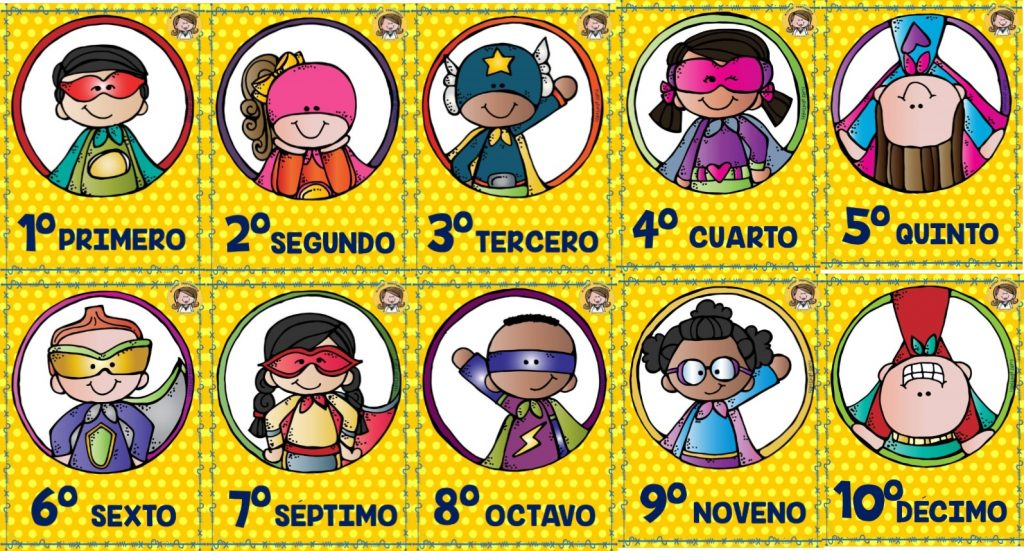 1º PRIMERO
2º SEGUNDO
3º TERCERO
4º CUARTO
5º QUINTO
6º SEXTO
7º SÉPTIMO
8º OCTAVO
9º NOVENO
10º DÉCIMO